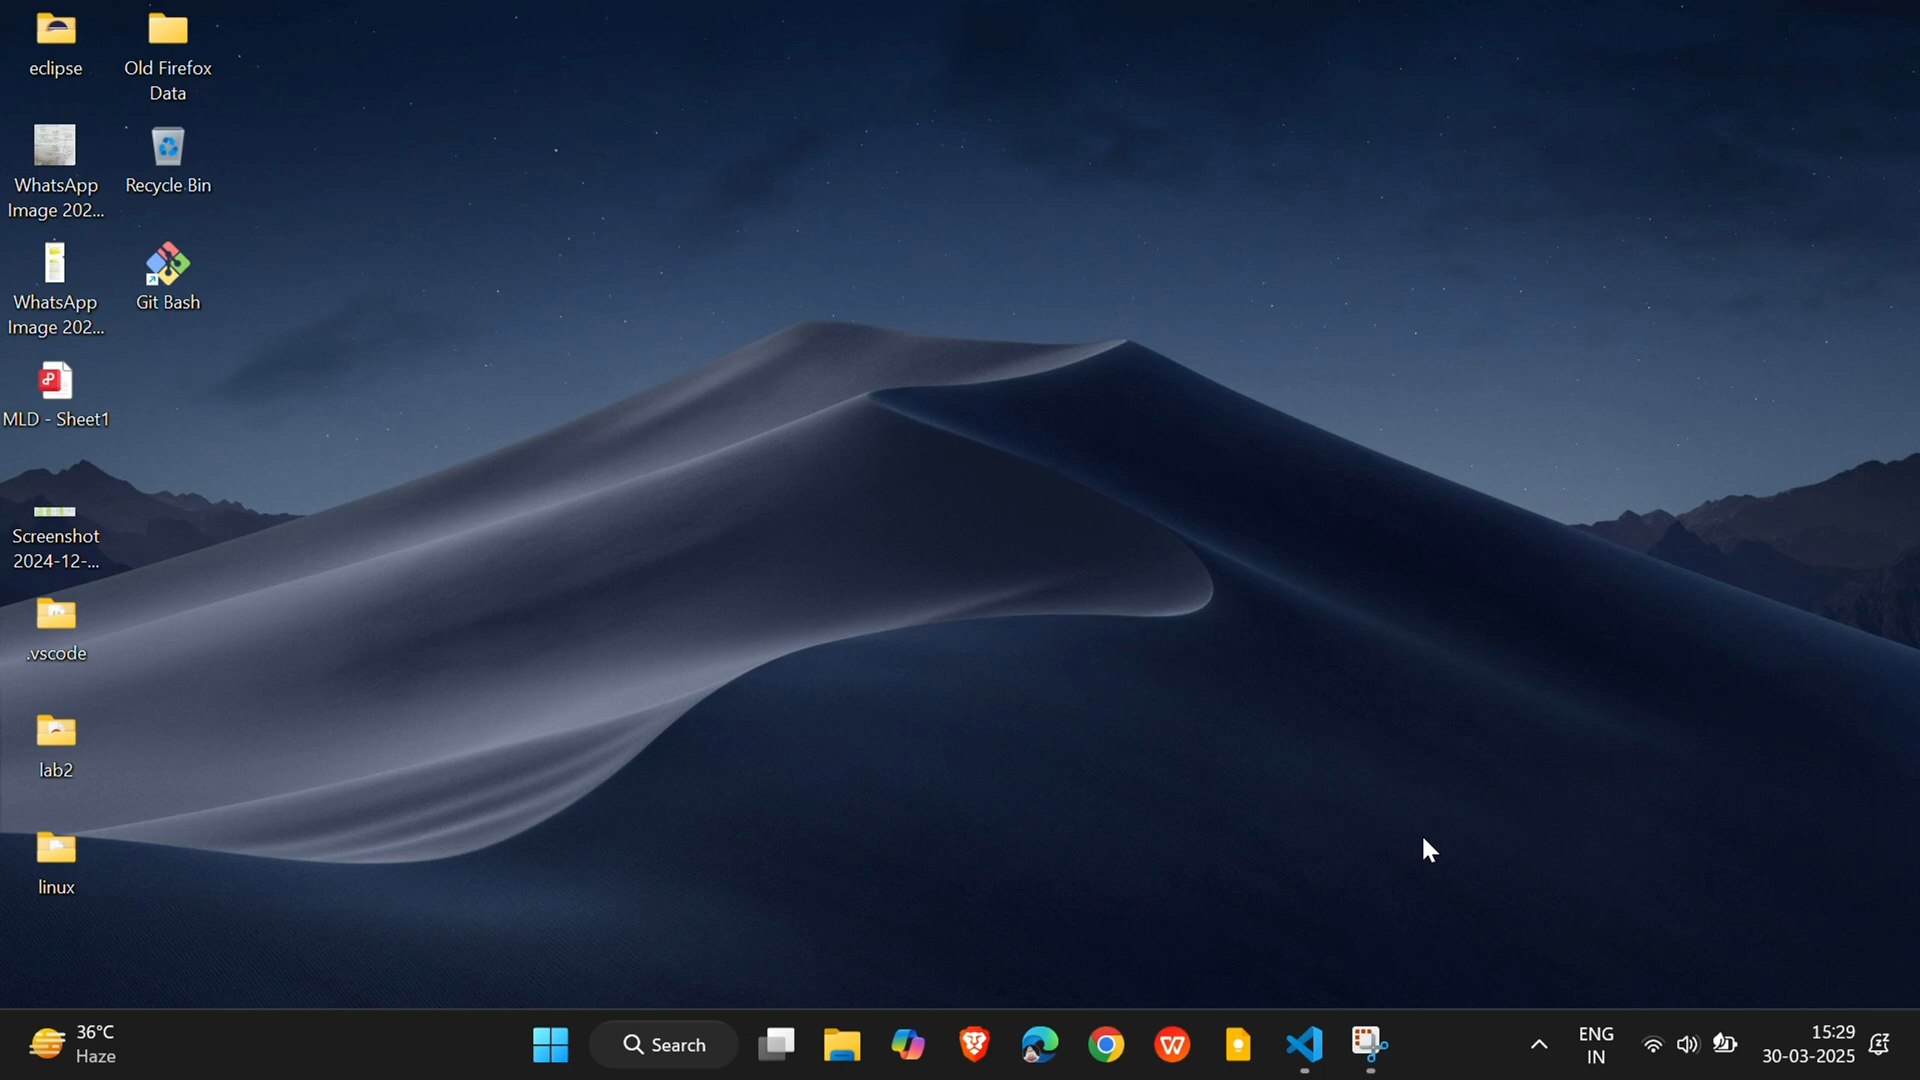 eclipse
Old Firefox
Data
WhatsApp
Image 202...
Recycle Bin
WhatsApp
Image 202...
Git Bash
MLD - Sheet1
Screenshot
2024-12-...
.vscode
lab2
linux
36°C
Haze
Search
ENG
IN
15:29
30-03-2025